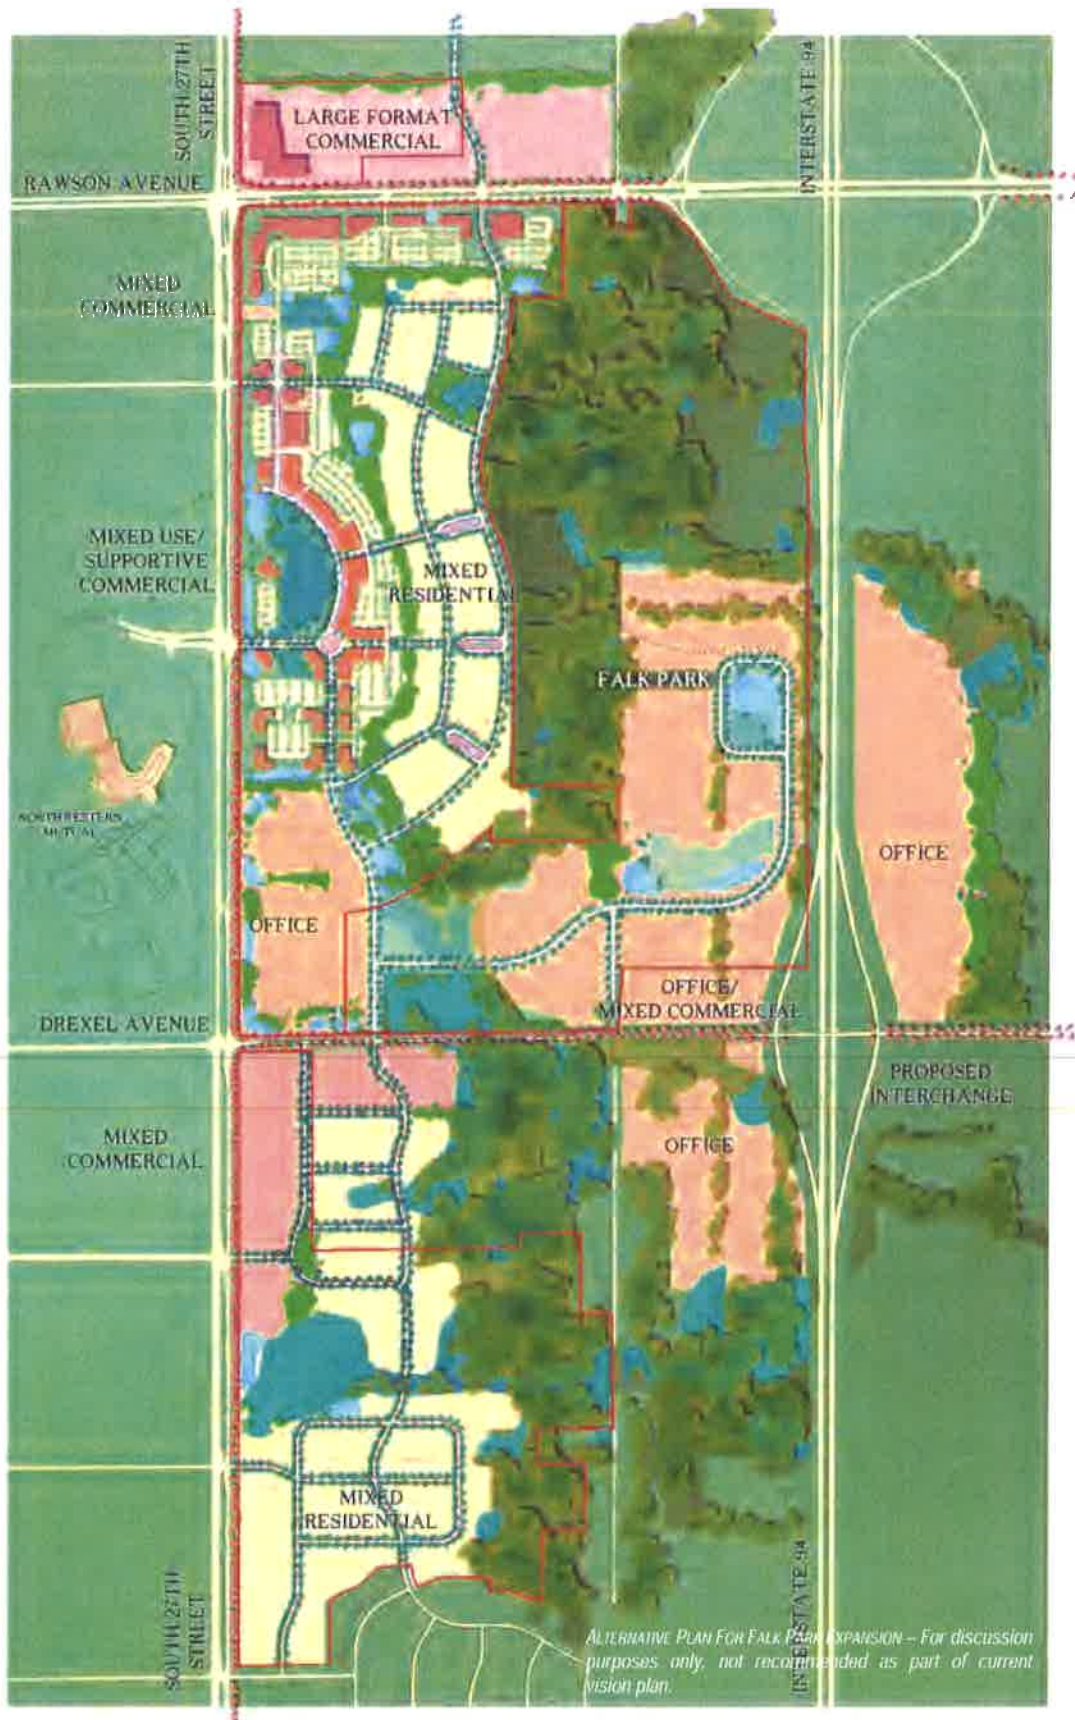 SOUTH 27TH
STREET
INTERSTATE 94
LARGE FORMAT
COMMERCIAL
RAWSON AVENUE
MIXED
COMMERCIAL
MIXED USE/
SUPPORTIVE
COMMERCIAL
MIXED
RESIDENTIAL
FALK PARK
NORTHWESTERN
MUTUAL
OFFICE
OFFICE
OFFICE/
MIXED COMMERCIAL
DREXEL AVENUE
PROPOSED
INTERCHANGE
MIXED
COMMERCIAL
OFFICE
MIXED
RESIDENTIAL
SOUTH 27TH
STREET
INTERSTATE 94
ALTERNATIVE PLAN FOR FALK PARK EXPANSION – For discussion
purposes only, not recommended as part of current
vision plan.